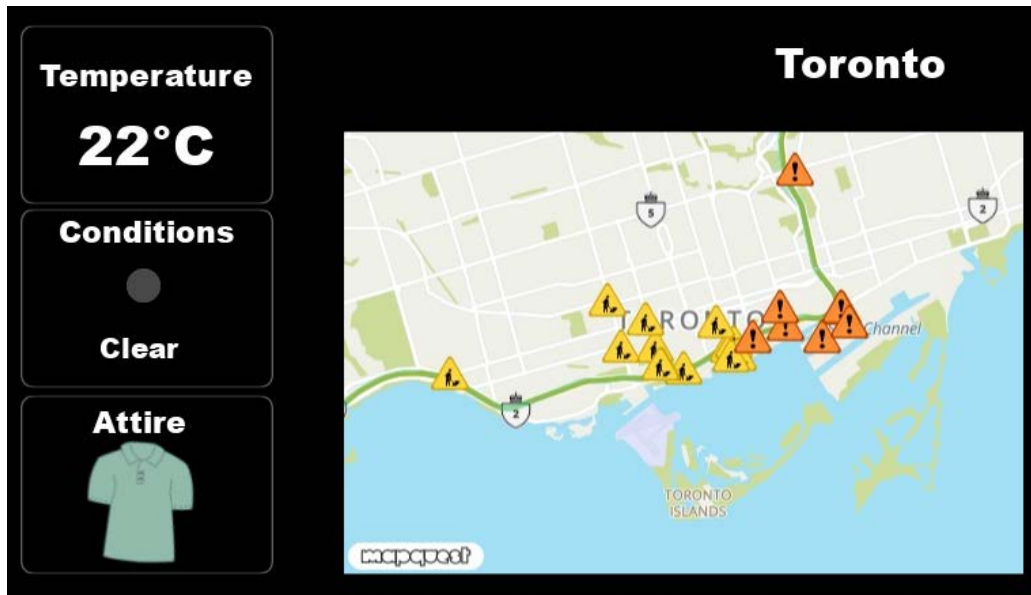 Temperature
22°C
Conditions
Clear
Attire
Toronto
5
2
TORONTO
Channel
2
TORONTO
ISLANDS
mapquest